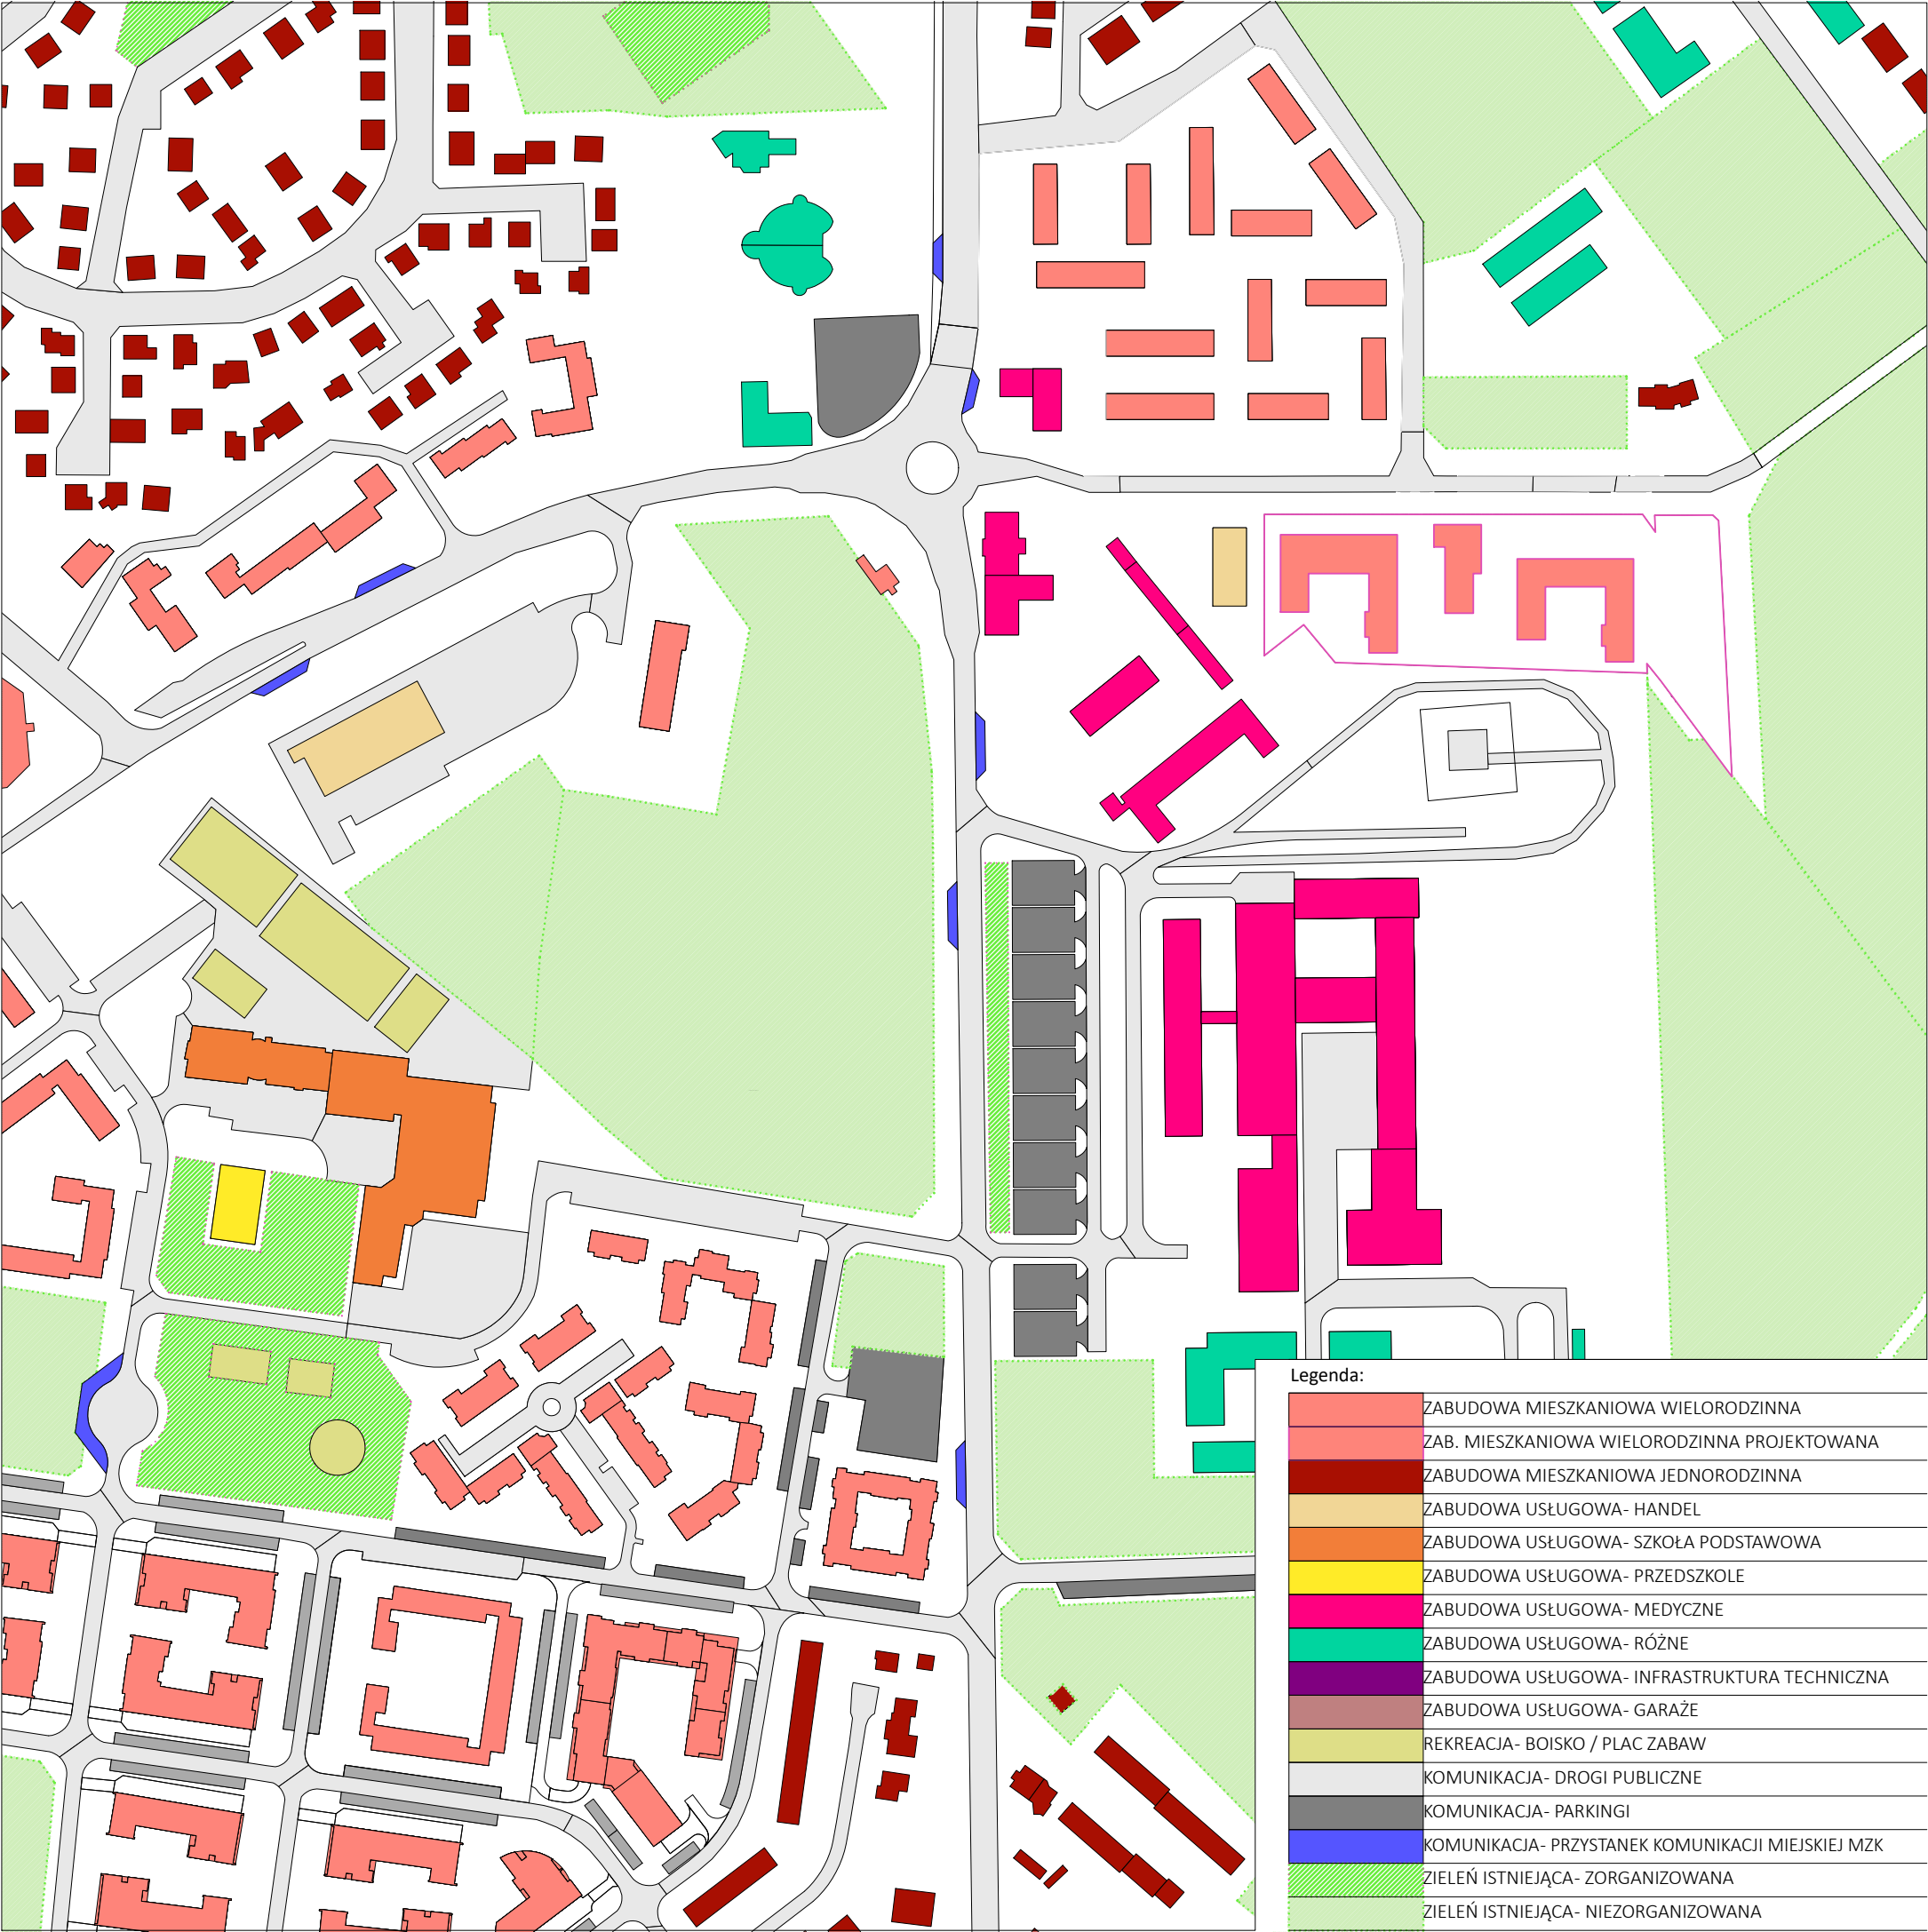 Legenda:
ZABUDOWA MIESZKANIOWA WIELORODZINNA
ZAB. MIESZKANIOWA WIELORODZINNA PROJEKTOWANA
ZABUDOWA MIESZKANIOWA JEDNORODZINNA
ZABUDOWA USŁUGOWA- HANDEL
ZABUDOWA USŁUGOWA- SZKOŁA PODSTAWOWA
ZABUDOWA USŁUGOWA- PRZEDSZKOLE
ZABUDOWA USŁUGOWA- MEDYCZNE
ZABUDOWA USŁUGOWA- RÓŻNE
ZABUDOWA USŁUGOWA- INFRASTRUKTURA TECHNICZNA
ZABUDOWA USŁUGOWA- GARAŻE
REKREACJA- BOISKO / PLAC ZABAW
KOMUNIKACJA- DROGI PUBLICZNE
KOMUNIKACJA- PARKINGI
KOMUNIKACJA- PRZYSTANEK KOMUNIKACJI MIEJSKIEJ MZK
ZIELEŃ ISTNIEJĄCA- ZORGANIZOWANA
ZIELEŃ ISTNIEJĄCA- NIEZORGANIZOWANA